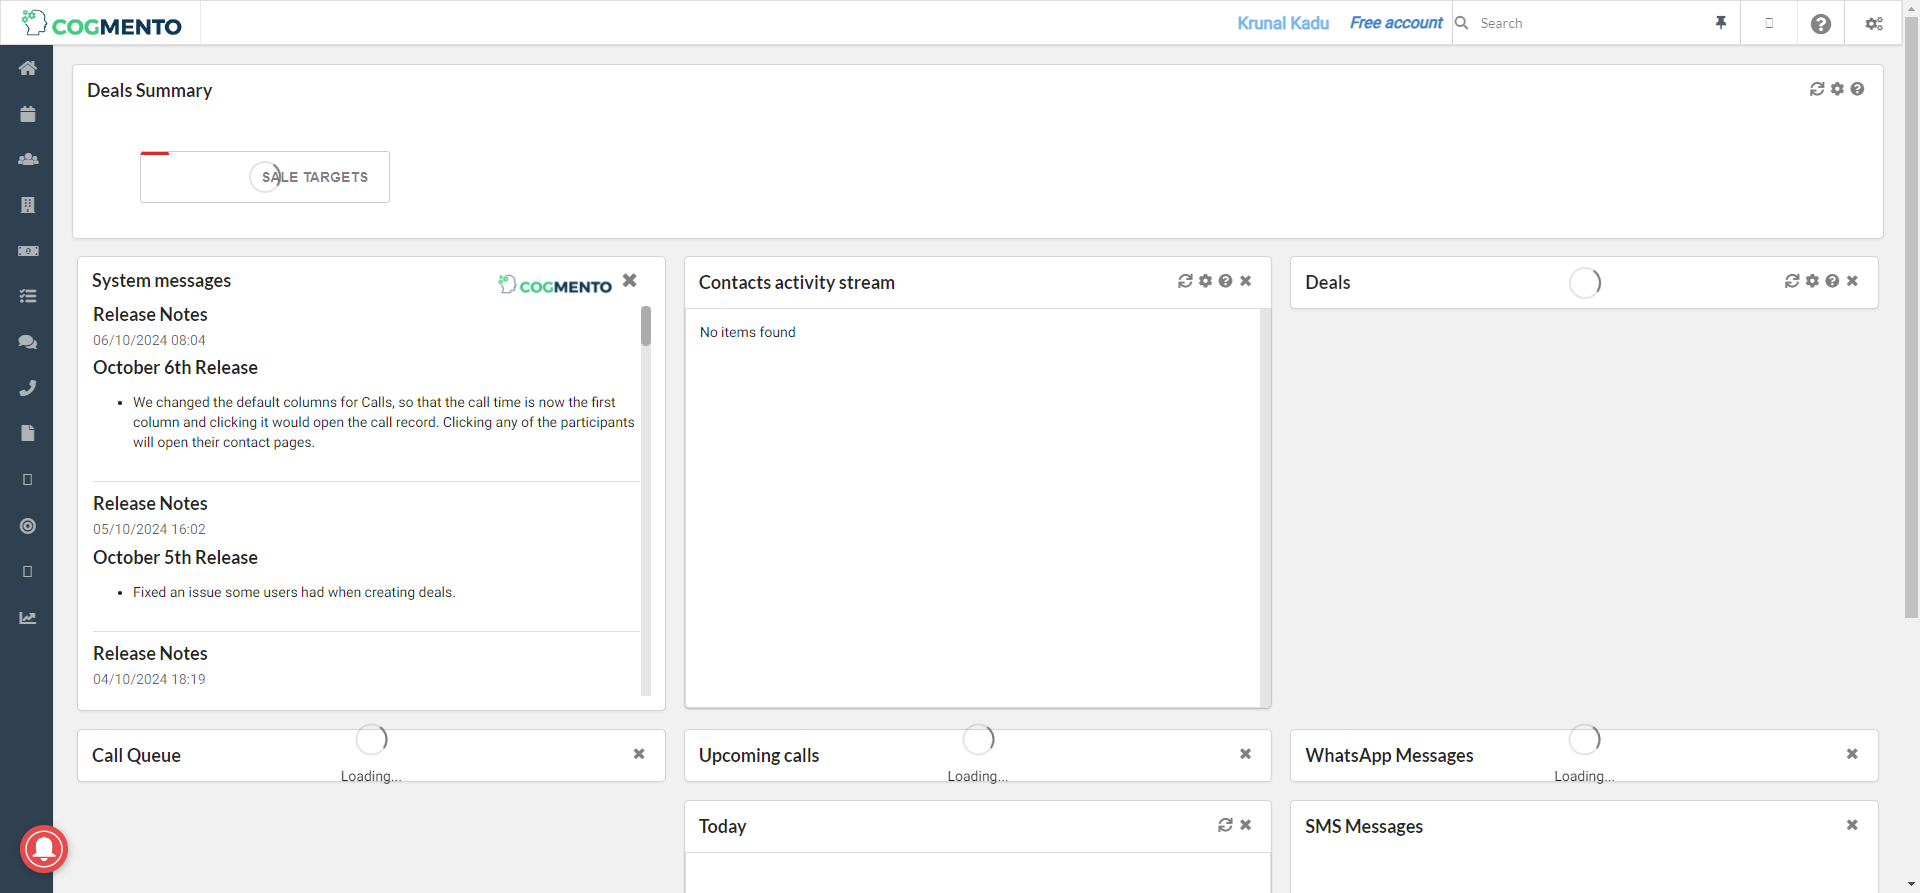 COGMENTO
Krunal Kadu
Free account
Search
Deals Summary
SALE TARGETS
System messages
COGMENTO
Release Notes
06/10/2024 08:04
October 6th Release
We changed the default columns for Calls, so that the call time is now the first
column and clicking it would open the call record. Clicking any of the participants
will open their contact pages.
Release Notes
05/10/2024 16:02
October 5th Release
Fixed an issue some users had when creating deals.
Release Notes
04/10/2024 18:19
Contacts activity stream
No items found
Deals
Call Queue
Loading...
Upcoming calls
Loading...
WhatsApp Messages
Loading...
Today
SMS Messages